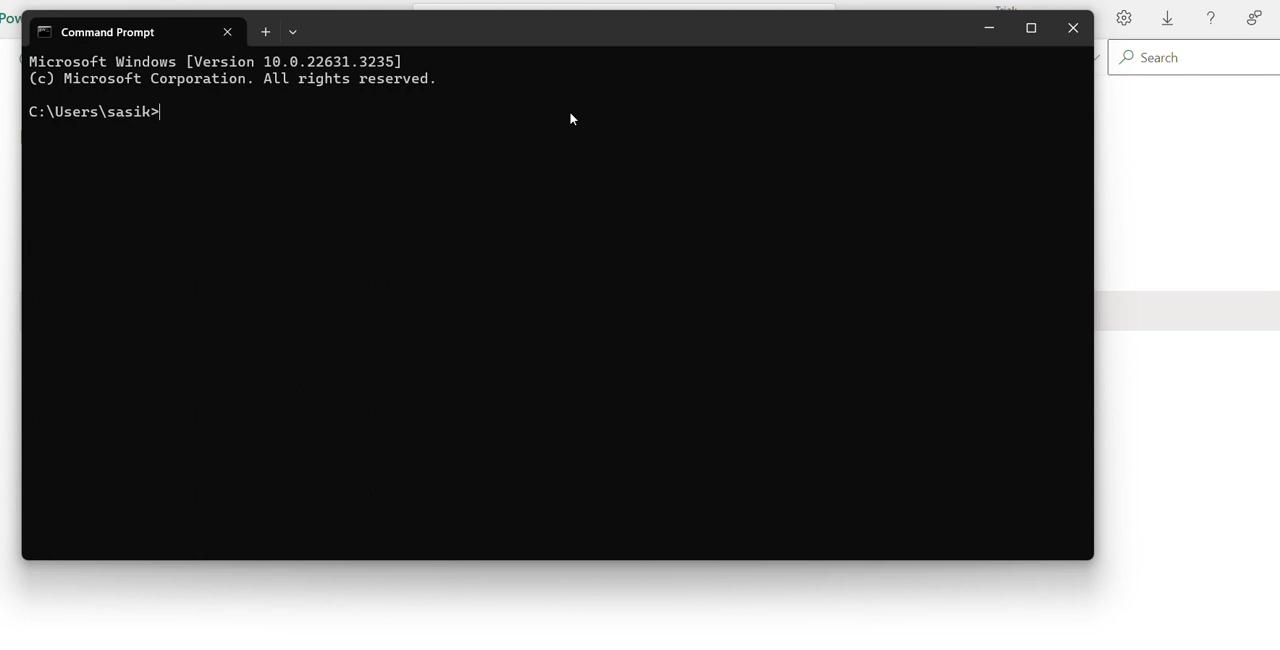 Command Prompt
Microsoft Windows [Version 10.0.22631.3235]
(c) Microsoft Corporation. All rights reserved.
C:\Users\sasik>
Search